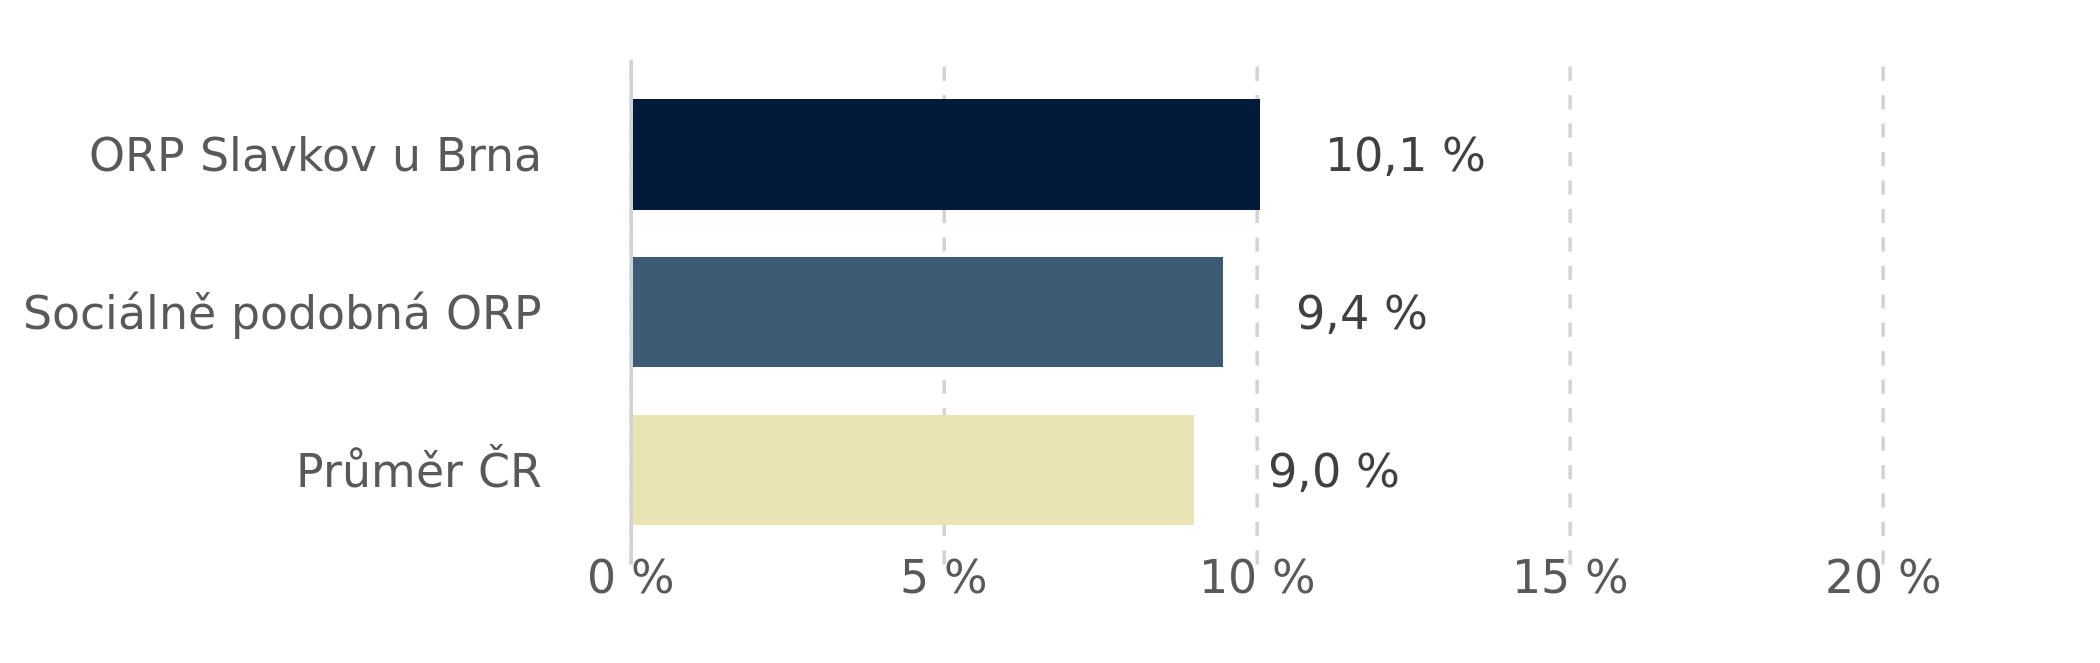 ORP Slavkov u Brna 10,1 %
Sociálně podobná ORP 9,4 %
Průměr ČR 9,0 %
0 % 5 % 10 % 15 % 20 %